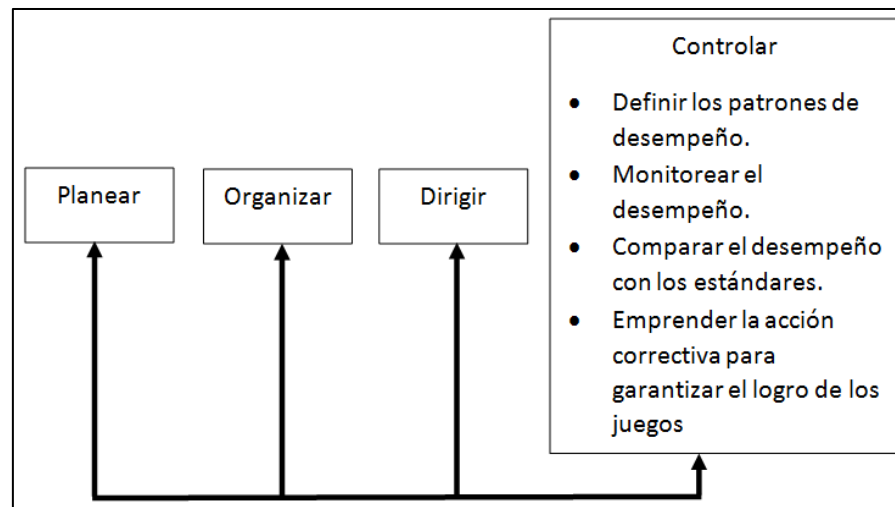 Planear
Organizar
Dirigir
Controlar
• Definir los patrones de
desempeño.
• Monitorear el
desempeño.
• Comparar el desempeño
con los estándares.
• Emprender la acción
correctiva para
garantizar el logro de los
juegos